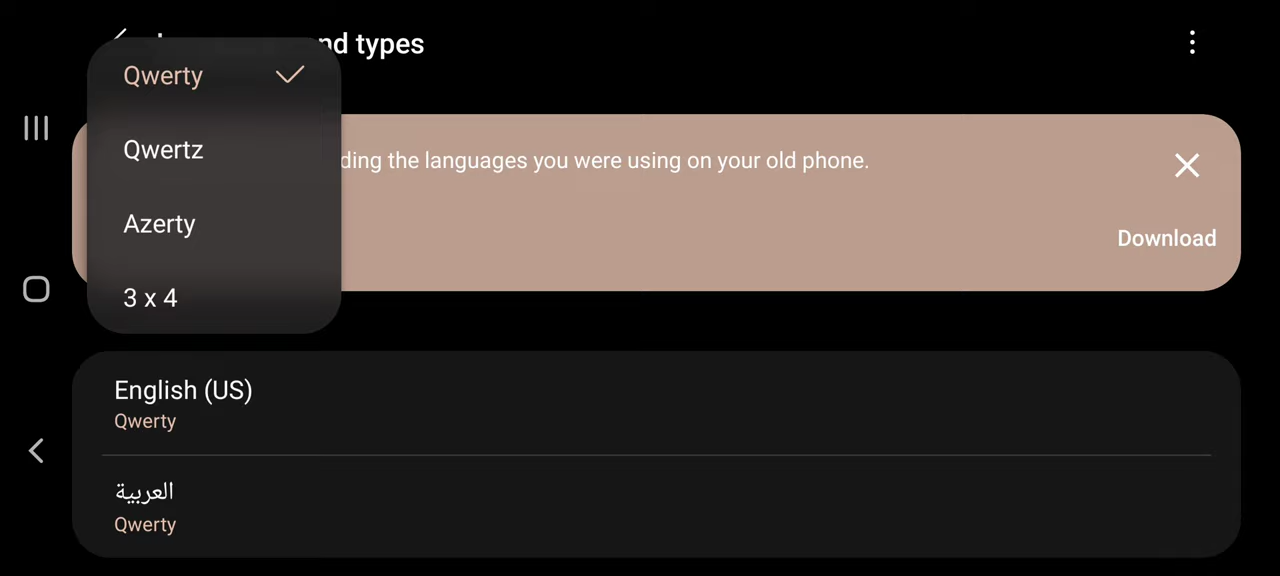 nd types
Qwerty
Qwertz
Azerty
3 x 4
ding the languages you were using on your old phone.
Download
English (US)
Qwerty
العربية
Qwerty